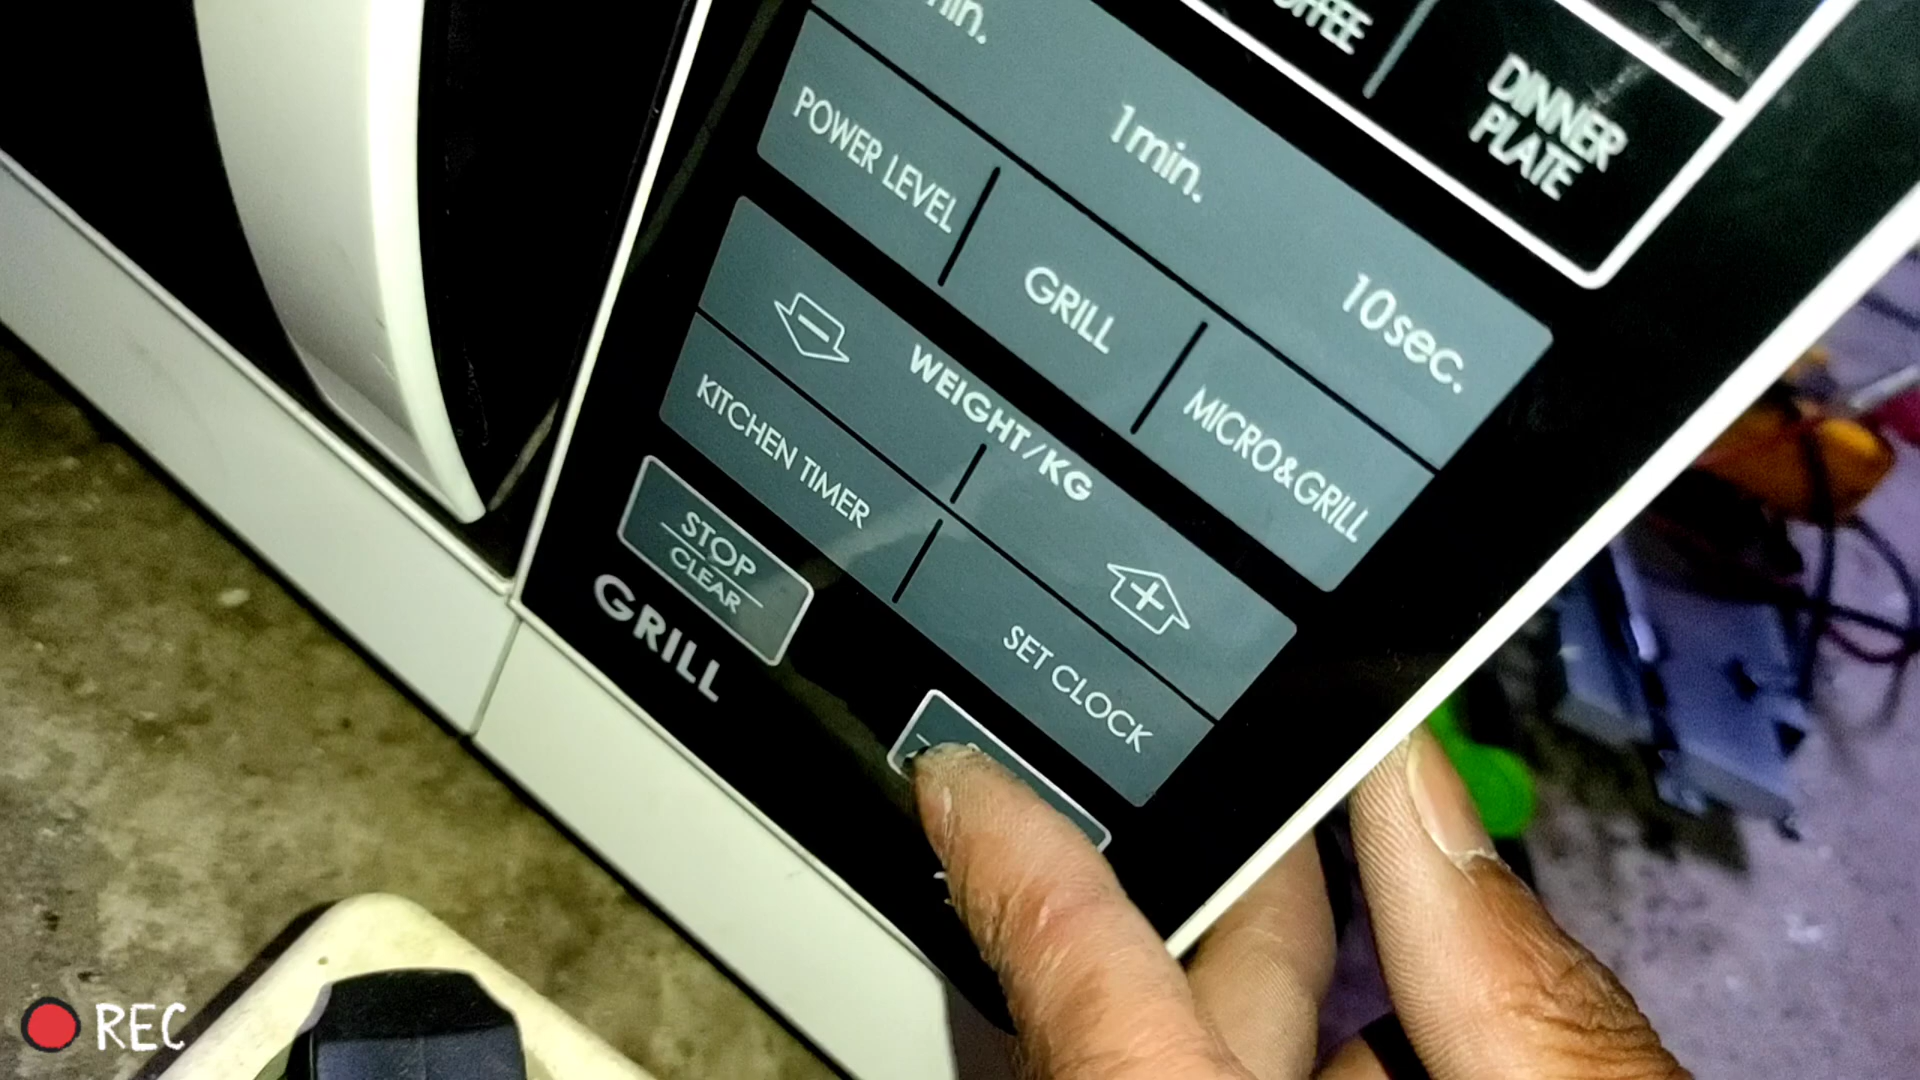 DINNER
PLATE
1min.
10sec.
POWER LEVEL
GRILL
MICRO&GRILL
WEIGHT/KG
KITCHEN TIMER
SET CLOCK
STOP
CLEAR
GRILL
REC